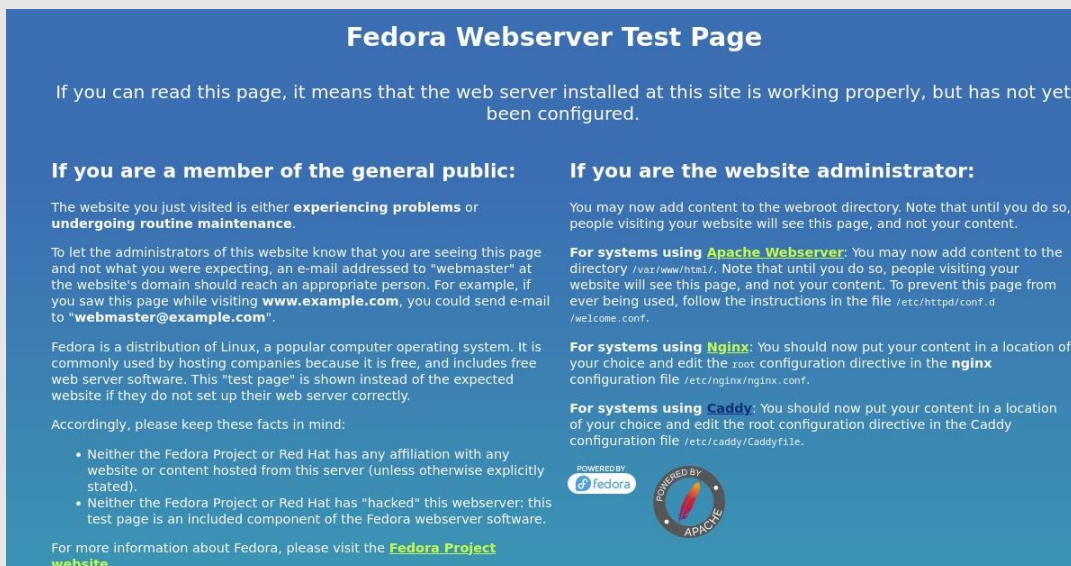 Fedora Webserver Test Page
If you can read this page, it means that the web server installed at this site is working properly, but has not yet
been configured.
If you are a member of the general public:
The website you just visited is either experiencing problems or
undergoing routine maintenance.
To let the administrators of this website know that you are seeing this page
and not what you were expecting, an e-mail addressed to "webmaster" at
the website's domain should reach an appropriate person. For example, if
you saw this page while visiting www.example.com, you could send e-mail
to "webmaster@example.com".
Fedora is a distribution of Linux, a popular computer operating system. It is
commonly used by hosting companies because it is free, and includes free
web server software. This "test page" is shown instead of the expected
website if they do not set up their web server correctly.
Accordingly, please keep these facts in mind:
• Neither the Fedora Project or Red Hat has any affiliation with any
website or content hosted from this server (unless otherwise explicitly
stated).
• Neither the Fedora Project or Red Hat has "hacked" this webserver: this
test page is an included component of the Fedora webserver software.
For more information about Fedora, please visit the Fedora Project
website.
If you are the website administrator:
You may now add content to the webroot directory. Note that until you do so,
people visiting your website will see this page, and not your content.
For systems using Apache Webserver: You may now add content to the
directory /var/www/html/. Note that until you do so, people visiting your
website will see this page, and not your content. To prevent this page from
ever being used, follow the instructions in the file /etc/httpd/conf.d
/welcome.conf.
For systems using Nginx: You should now put your content in a location of
your choice and edit the root configuration directive in the nginx
configuration file /etc/nginx/nginx.conf.
For systems using Caddy: You should now put your content in a location
of your choice and edit the root configuration directive in the Caddy
configuration file /etc/caddy/Caddyfile.
POWERED BY
fedora
POWERED BY
APACHE